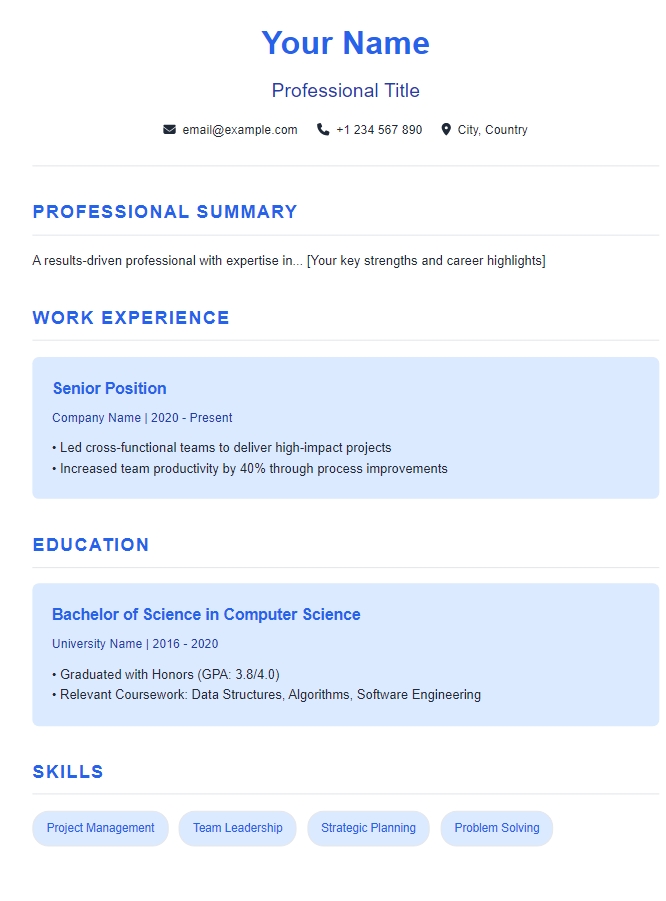 Your Name
Professional Title
email@example.com +1 234 567 890 City, Country
PROFESSIONAL SUMMARY
A results-driven professional with expertise in... [Your key strengths and career highlights]
WORK EXPERIENCE
Senior Position
Company Name | 2020 - Present
• Led cross-functional teams to deliver high-impact projects
• Increased team productivity by 40% through process improvements
EDUCATION
Bachelor of Science in Computer Science
University Name | 2016 - 2020
• Graduated with Honors (GPA: 3.8/4.0)
• Relevant Coursework: Data Structures, Algorithms, Software Engineering
SKILLS
Project Management Team Leadership Strategic Planning Problem Solving